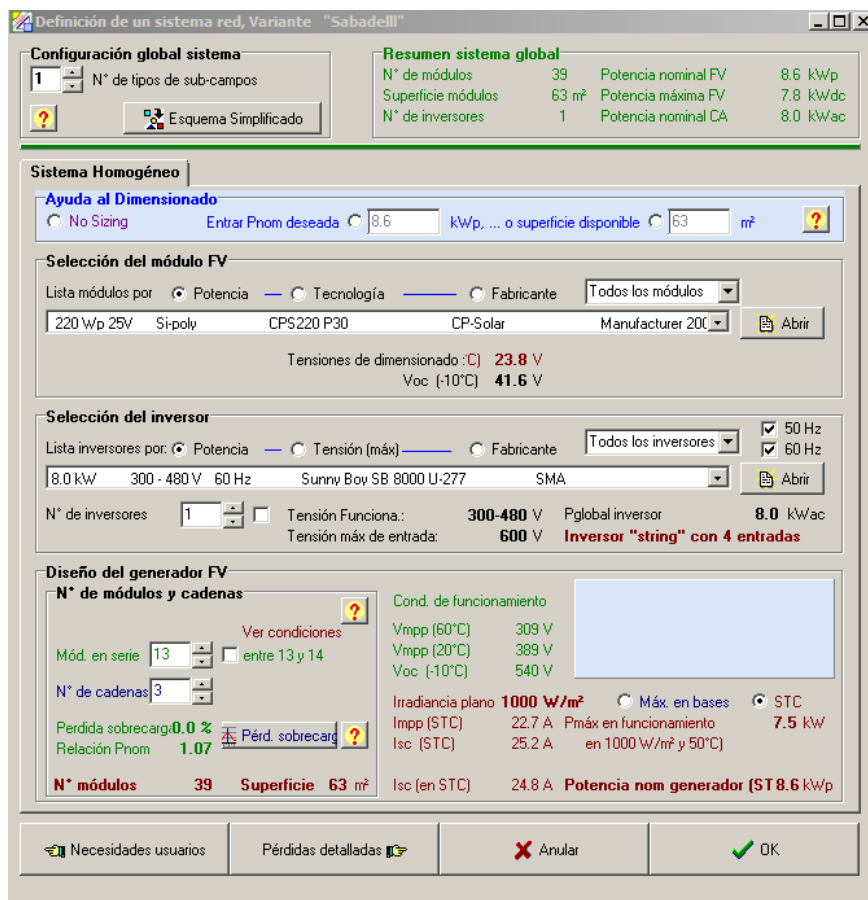 Definición de un sistema red, Variante "Sabadelll"
Configuración global sistema
1 N° de tipos de sub-campos
? Esquema Simplificado
Resumen sistema global
N° de módulos 39 Potencia nominal FV 8.6 kWp
Superficie módulos 63 m² Potencia máxima FV 7.8 kWdc
N° de inversores 1 Potencia nominal CA 8.0 kWac
Sistema Homogéneo
Ayuda al Dimensionado
No Sizing Entrar Pnom deseada 8.6 kWp, ... o superficie disponible 63 m² ?
Selección del módulo FV
Lista módulos por Potencia Tecnología Fabricante Todos los módulos
220 Wp 25V Si-poly CPS220 P30 CP-Solar Manufacturer 200 Abrir
Tensiones de dimensionado :'C) 23.8 V
Voc (-10°C) 41.6 V
Selección del inversor
Lista inversores por: Potencia Tensión (máx) Fabricante Todos los inversores 50 Hz
60 Hz
8.0 kW 300 - 480 V 60 Hz Sunny Boy SB 8000 U-277 SMA Abrir
N° de inversores 1 Tensión Funciona.: 300-480 V Pglobal inversor 8.0 kWac
Tensión máx de entrada: 600 V Inversor "string" con 4 entradas
Diseño del generador FV
N° de módulos y cadenas
?
Ver condiciones
Mód. en serie 13 entre 13 y 14
N° de cadenas 3
Perdida sobrecarga 0.0 % Pérd. sobrecarg ?
Relación Pnom 1.07
N° módulos 39 Superficie 63 m²
Cond. de funcionamiento
Vmpp (60°C) 309 V
Vmpp (20°C) 389 V
Voc (-10°C) 540 V
Irradiancia plano 1000 W/m² Máx. en bases STC
Impp (STC) 22.7 A Pmáx en funcionamiento 7.5 kW
Isc (STC) 25.2 A en 1000 W/m² y 50°C)
Isc (en STC) 24.8 A Potencia nom generador (ST 8.6 kWp
Necesidades usuarios Pérdidas detalladas Anular OK